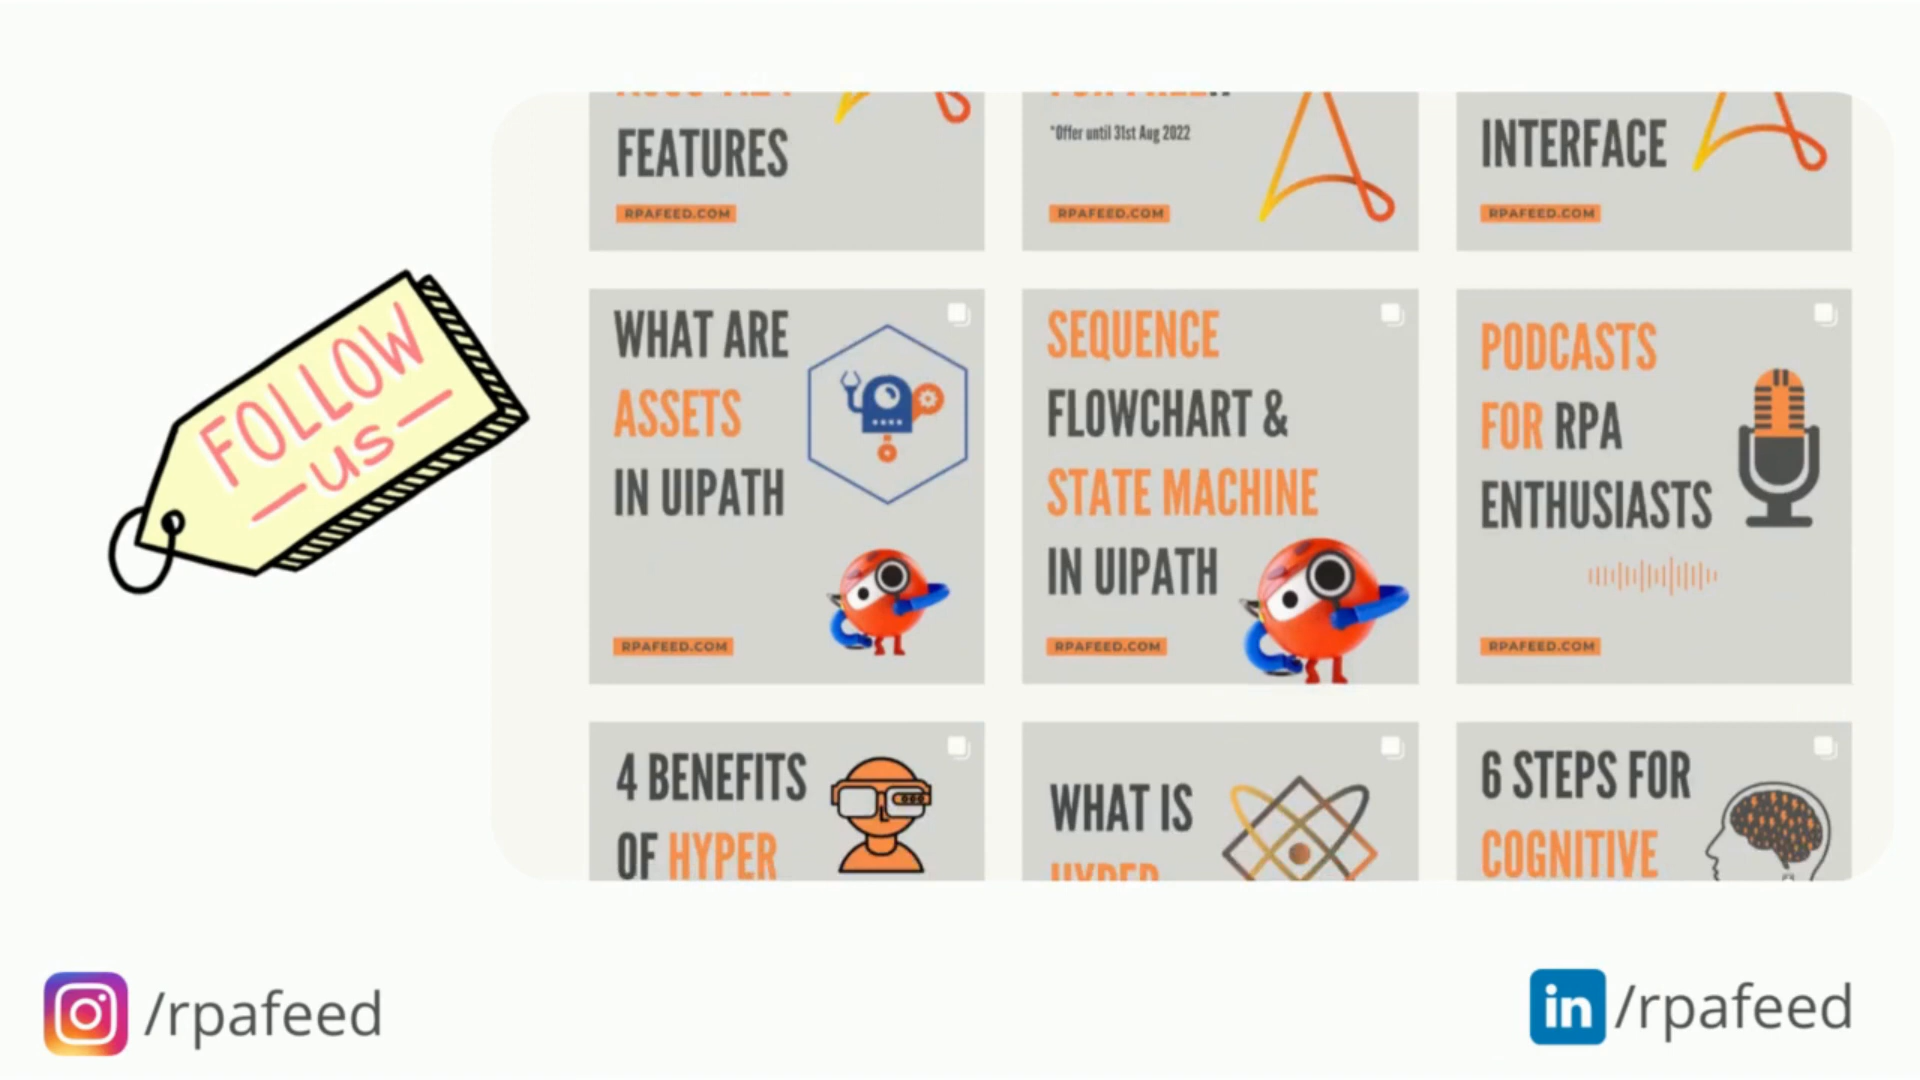 FEATURES
RPAFEED.COM
*Offer until 31st Aug 2022
RPAFEED.COM
INTERFACE
RPAFEED.COM
FOLLOW
us
WHAT ARE
ASSETS
IN UIPATH
RPAFEED.COM
SEQUENCE
FLOWCHART &
STATE MACHINE
IN UIPATH
RPAFEED.COM
PODCASTS
FOR RPA
ENTHUSIASTS
RPAFEED.COM
4 BENEFITS
OF HYPER
WHAT IS
HYPER
6 STEPS FOR
COGNITIVE
/rpafeed
in /rpafeed